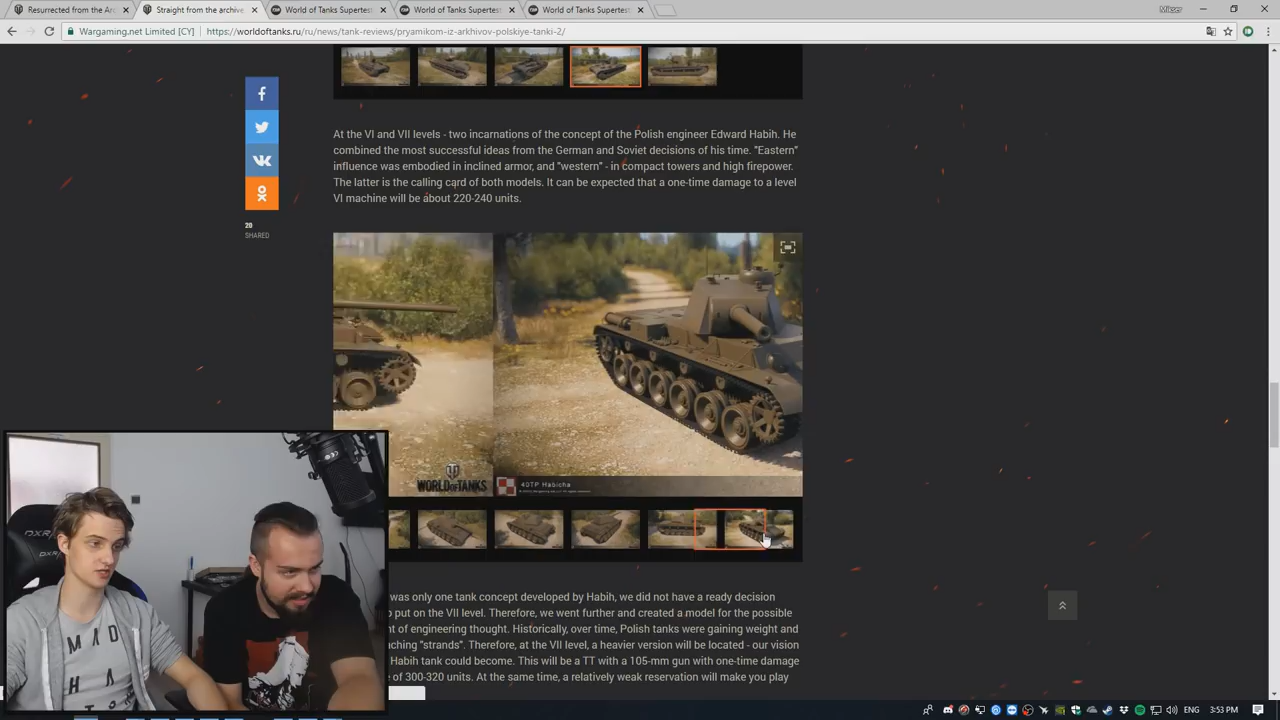 Resurrected from the Ar
Straight from the archive
World of Tanks Supertes
World of Tanks Supertes
World of Tanks Supertes
Wargaming.net Limited [CY]
https://worldoftanks.ru/ru/news/tank-reviews/pryamikom-iz-arkhivov-polskiye-tanki-2/
20
SHARED
At the VI and VII levels - two incarnations of the concept of the Polish engineer Edward Habih. He
combined the most successful ideas from the German and Soviet decisions of his time. "Eastern"
influence was embodied in inclined armor, and "western" - in compact towers and high firepower.
The latter is the calling card of both models. It can be expected that a one-time damage to a level
VI machine will be about 220-240 units.
WORLD OF TANKS
40TP Habicha
was only one tank concept developed by Habih, we did not have a ready decision
put on the VII level. Therefore, we went further and created a model for the possible
nt of engineering thought. Historically, over time, Polish tanks were gaining weight and
aching "strands". Therefore, at the VII level, a heavier version will be located - our vision
Habih tank could become. This will be a TT with a 105-mm gun with one-time damage
e of 300-320 units. At the same time, a relatively weak reservation will make you play
DXR
DXR
MAD
HA
ENG
3:53 PM